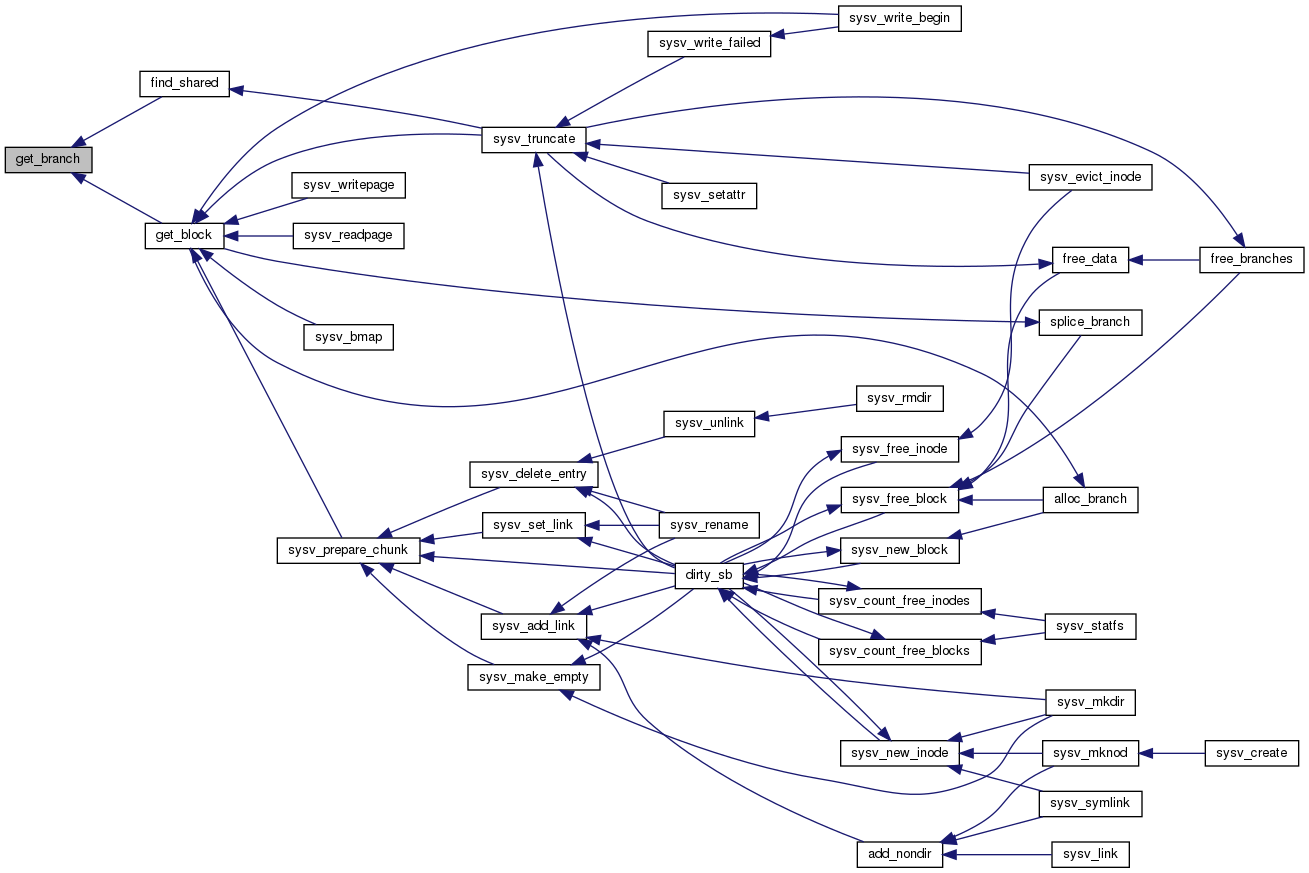 sysv_write_begin
sysv_write_failed
find_shared
sysv_truncate
get_branch
sysv_evict_inode
sysv_writepage
sysv_setattr
get_block
sysv_readpage
free_data
free_branches
splice_branch
sysv_bmap
sysv_rmdir
sysv_unlink
sysv_free_inode
sysv_delete_entry
sysv_free_block
alloc_branch
sysv_set_link
sysv_rename
sysv_prepare_chunk
sysv_new_block
dirty_sb
sysv_count_free_inodes
sysv_add_link
sysv_statfs
sysv_count_free_blocks
sysv_make_empty
sysv_mkdir
sysv_new_inode
sysv_mknod
sysv_create
sysv_symlink
add_nondir
sysv_link